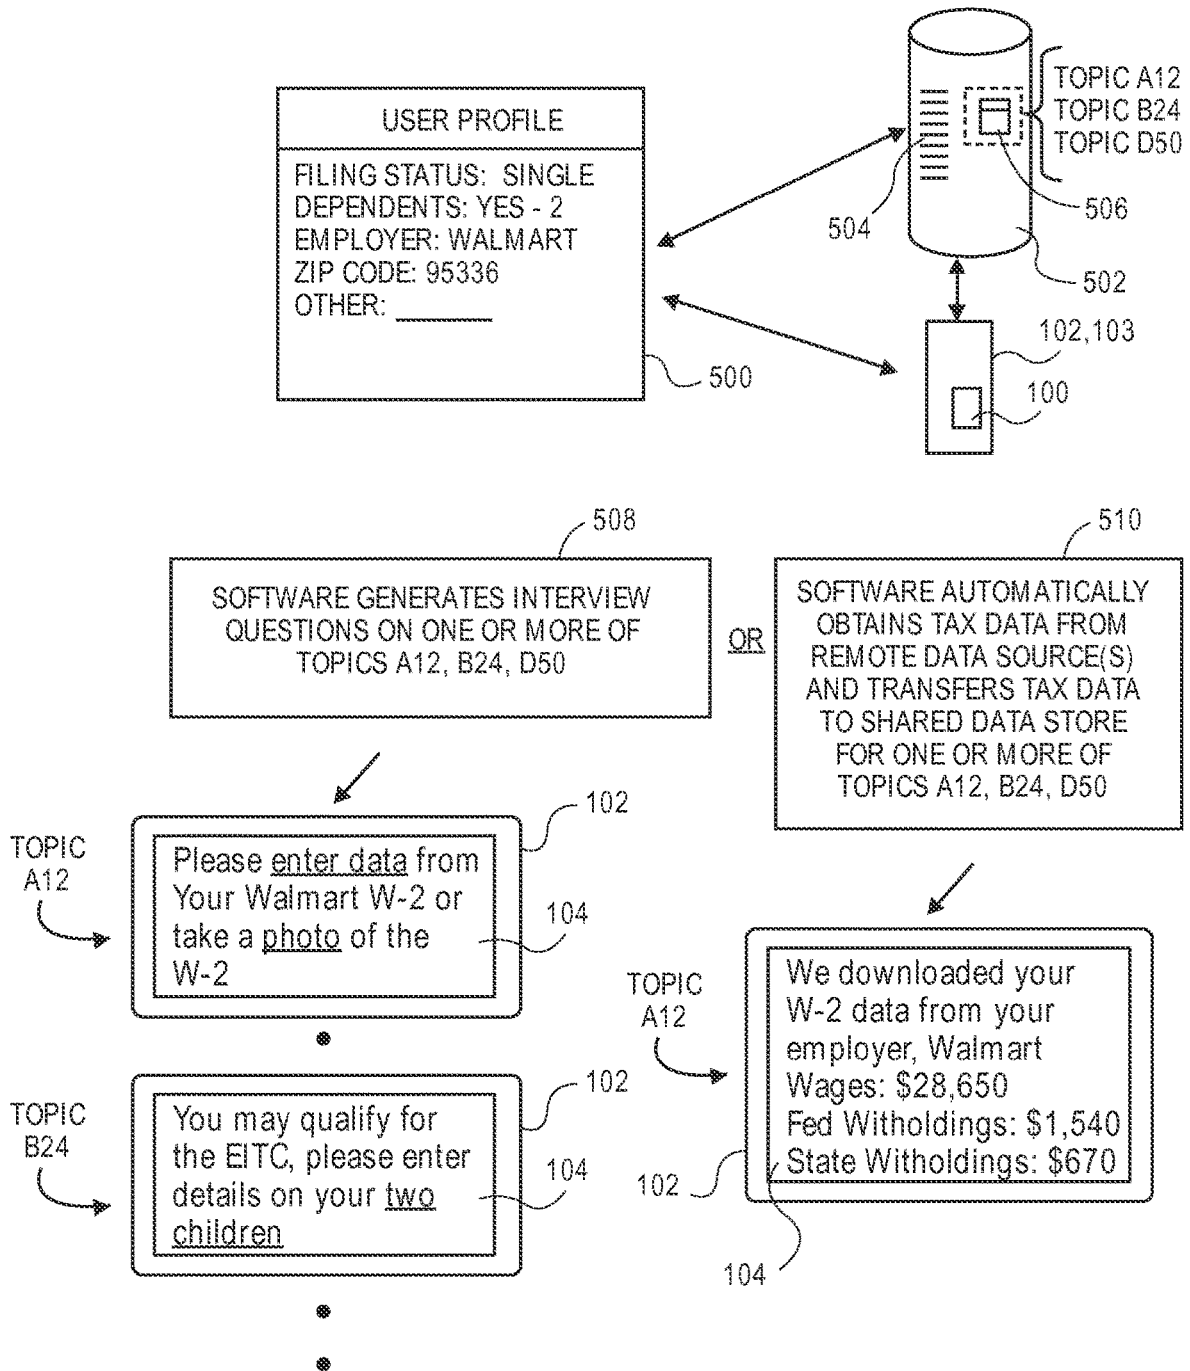 USER PROFILE
FILING STATUS: SINGLE
DEPENDENTS: YES - 2
EMPLOYER: WALMART
ZIP CODE: 95336
OTHER: ________
500
TOPIC A12
TOPIC B24
TOPIC D50
504
506
502
102,103
100
508
SOFTWARE GENERATES INTERVIEW
QUESTIONS ON ONE OR MORE OF
TOPICS A12, B24, D50
OR
510
SOFTWARE AUTOMATICALLY
OBTAINS TAX DATA FROM
REMOTE DATA SOURCE(S)
AND TRANSFERS TAX DATA
TO SHARED DATA STORE
FOR ONE OR MORE OF
TOPICS A12, B24, D50
TOPIC
A12
102
Please enter data from
Your Walmart W-2 or
take a photo of the
W-2
104
TOPIC
B24
102
You may qualify for
the EITC, please enter
details on your two
children
104
TOPIC
A12
We downloaded your
W-2 data from your
employer, Walmart
Wages: $28,650
Fed Witholdings: $1,540
State Witholdings: $670
102
104